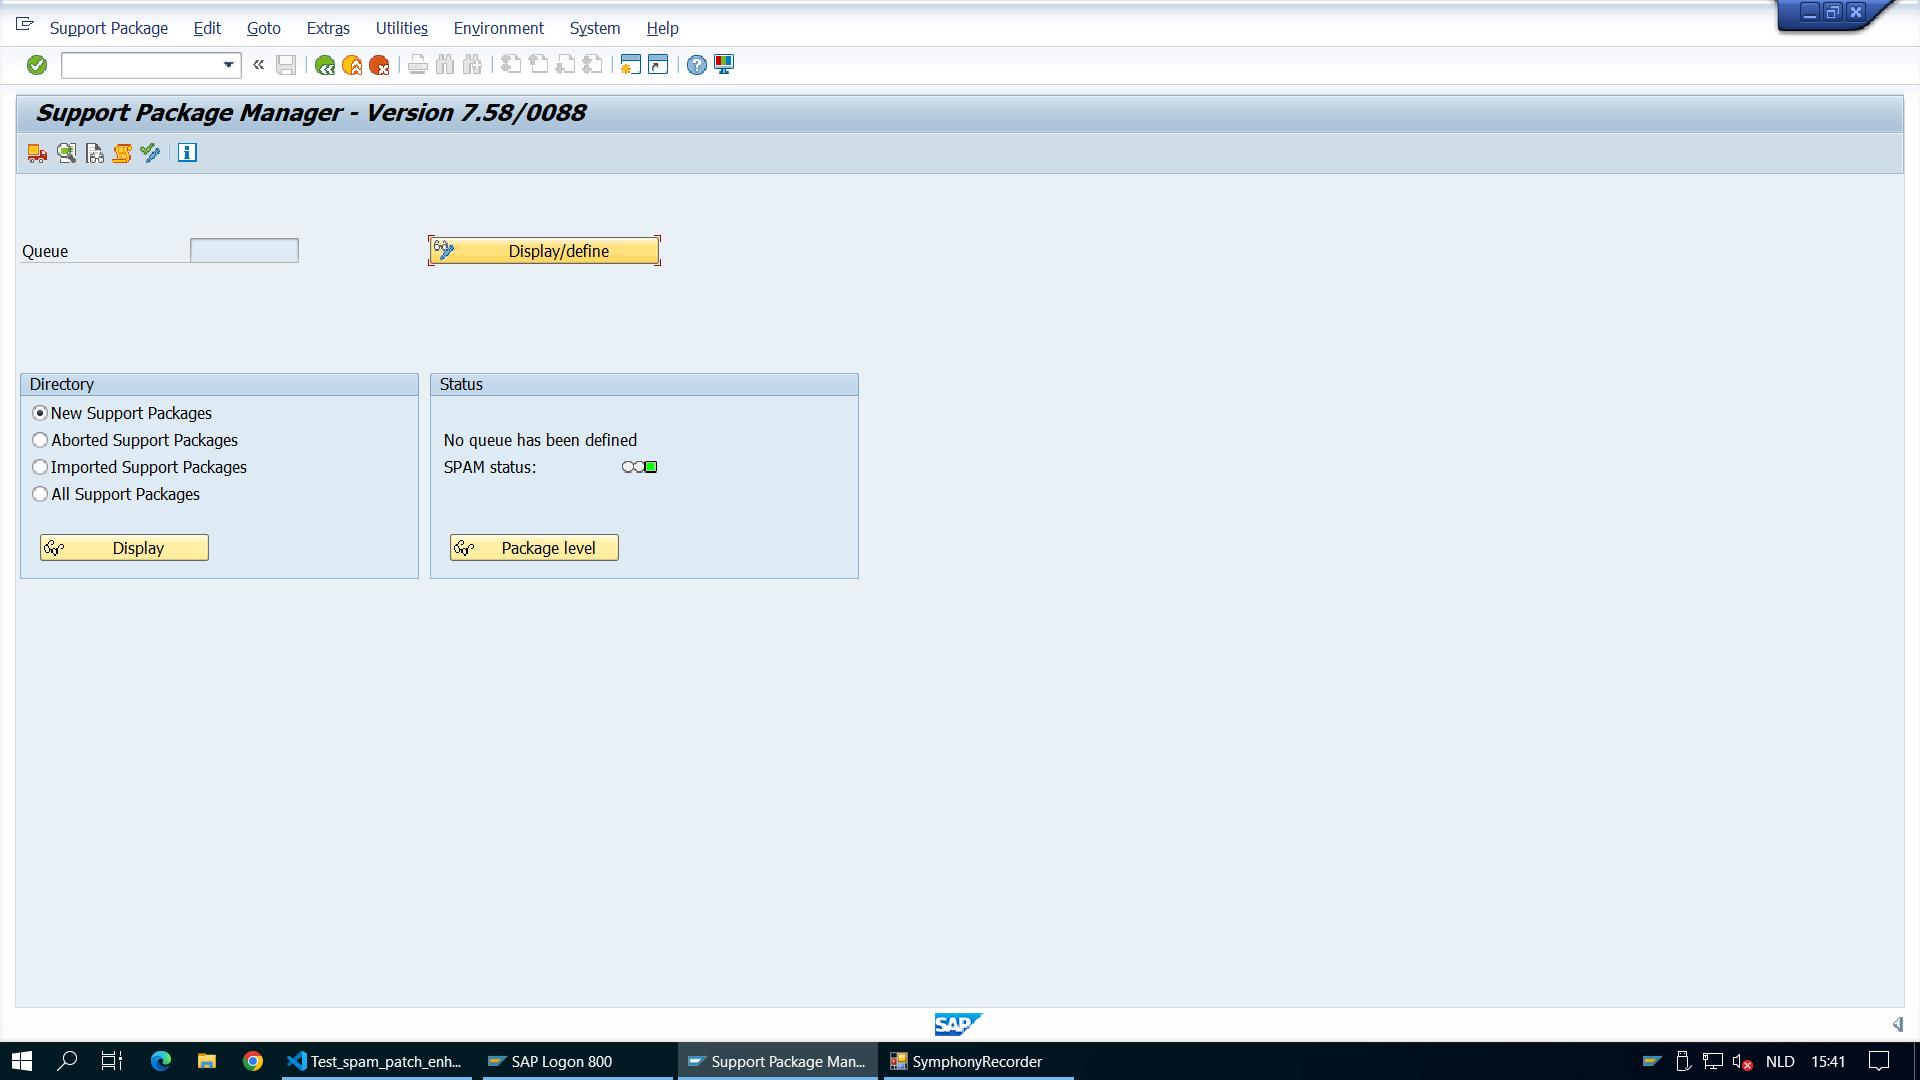 Support Package Edit Goto Extras Utilities Environment System Help
Support Package Manager - Version 7.58/0088
Queue Display/define
Directory
New Support Packages
Aborted Support Packages
Imported Support Packages
All Support Packages
Display
Status
No queue has been defined
SPAM status:
Package level
SAP
Test_spam_patch_enh... SAP Logon 800 Support Package Man... SymphonyRecorder NLD 15:41